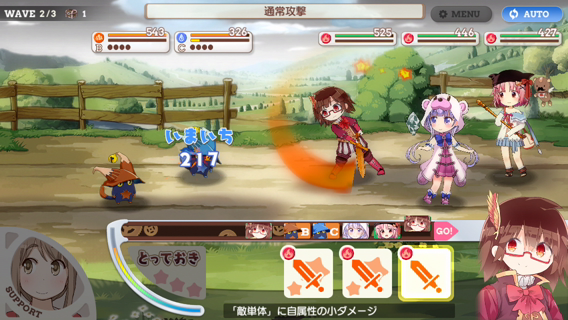 WAVE 2/3
1
通常攻撃
MENU
AUTO
B
543
C
326
525
446
427
いまいち
217
B
C
GO!
とっておき
SUPPORT
「敵単体」に自属性の小ダメージ